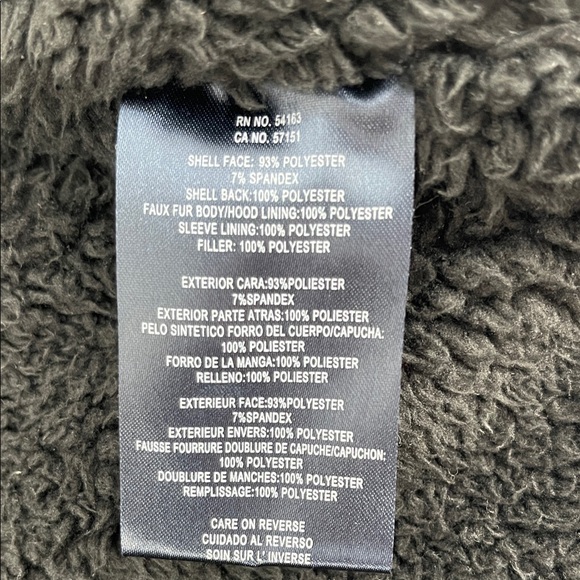 RN NO. 54163
CA NO. 57151
SHELL FACE: 93% POLYESTER
7% SPANDEX
SHELL BACK:100% POLYESTER
FAUX FUR BODY/HOOD LINING:100% POLYESTER
SLEEVE LINING:100% POLYESTER
FILLER: 100% POLYESTER
EXTERIOR CARA:93%POLIESTER
7%SPANDEX
EXTERIOR PARTE ATRAS:100% POLIESTER
PELO SINTETICO FORRO DEL CUERPO/CAPUCHA:
100% POLIESTER
FORRO DE LA MANGA:100% POLIESTER
RELLENO:100% POLIESTER
EXTERIEUR FACE:93%POLYESTER
7%SPANDEX
EXTERIEUR ENVERS:100% POLYESTER
FAUSSE FOURRURE DOUBLURE DE CAPUCHE/CAPUCHON:
100% POLYESTER
DOUBLURE DE MANCHES:100% POLYESTER
REMPLISSAGE:100% POLYESTER
CARE ON REVERSE
CUIDADO AL REVERSO
SOIN SUR L' INVERSE